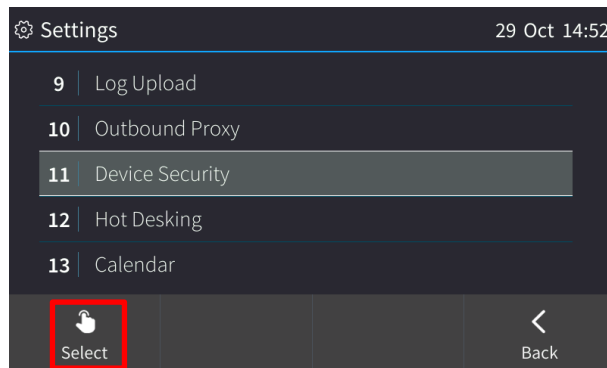 Settings 29 Oct 14:52
9 Log Upload
10 Outbound Proxy
11 Device Security
12 Hot Desking
13 Calendar
Select Back